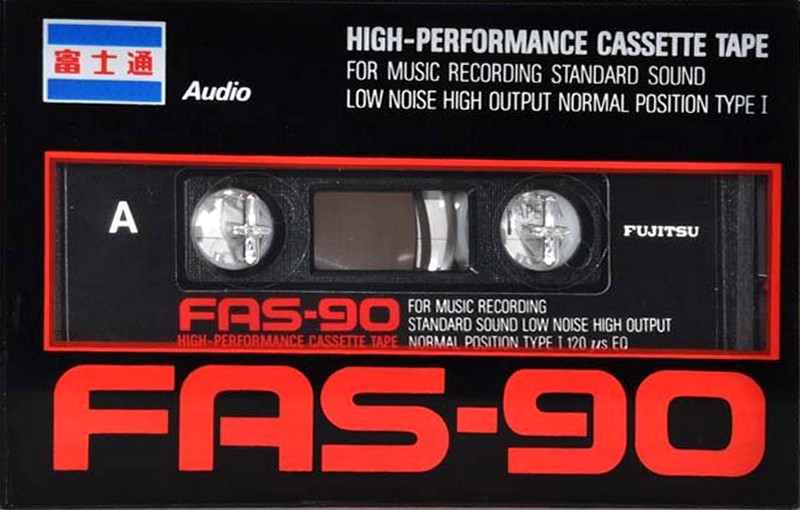 富士通
Audio
HIGH-PERFORMANCE CASSETTE TAPE
FOR MUSIC RECORDING STANDARD SOUND
LOW NOISE HIGH OUTPUT NORMAL POSITION TYPE I
A
FUJITSU
FAS-90
HIGH-PERFORMANCE CASSETTE TAPE
FOR MUSIC RECORDING
STANDARD SOUND LOW NOISE HIGH OUTPUT
NORMAL POSITION TYPE I 120 μs EQ
FAS-90